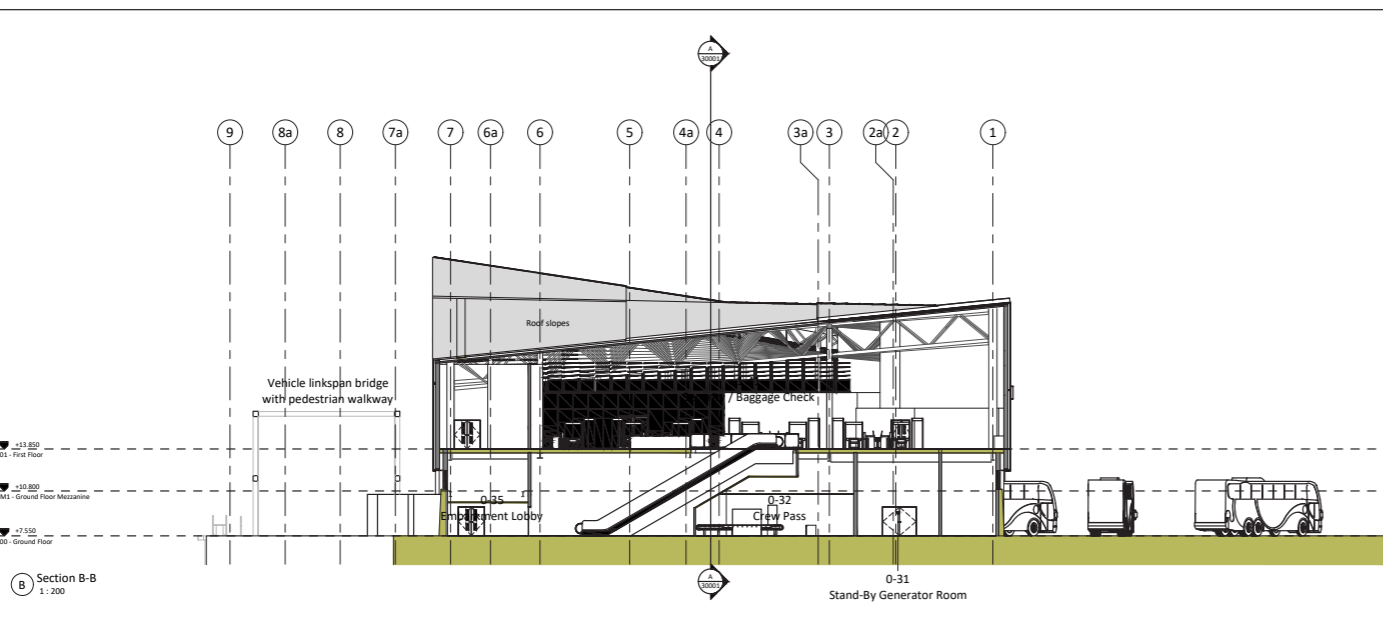 A
30001
9
8a
8
7a
7
6a
6
5
4a
4
3a
3
2a
2
1
Roof slopes
Vehicle linkspan bridge
with pedestrian walkway
/ Baggage Check
+13.850
01 - First Floor
+10.800
M1 - Ground Floor Mezzanine
0-35
Embarkment Lobby
0-32
Crew Pass
+7.550
00 - Ground Floor
A
30001
B
Section B-B
1 : 200
0-31
Stand-By Generator Room